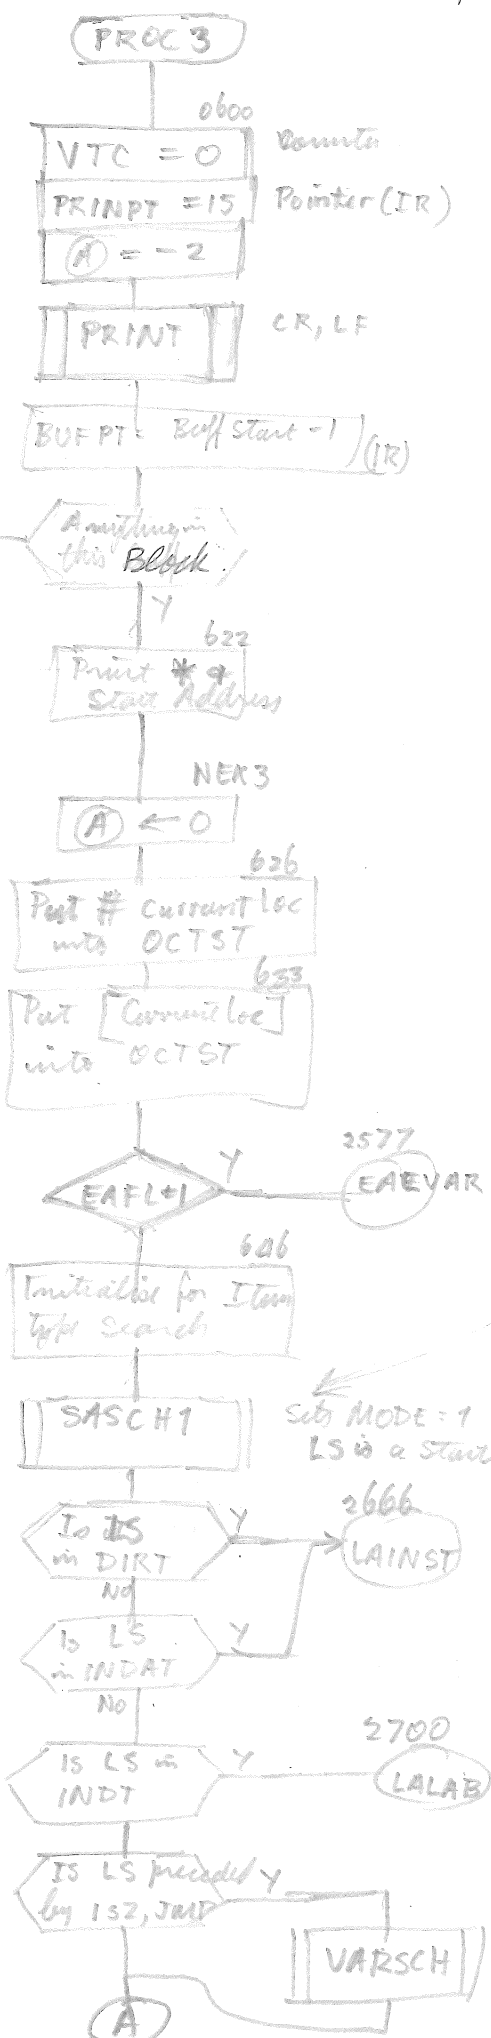 PROC 3
0600
VTC = 0
Counter
PRINPT = 15
Pointer (IR)
A = -2
PRINT
CR, LF
BUFPT = Buff Start -1
(IR)
Anything in
this Block.
Y
622
Print * &
Start Address
NEK3
A ← 0
626
Put # Current loc
into OCTST
633
Put [Current loc]
into OCTST
EAFL=1
Y
2577
EAEVAR
646
Initialise for Item
type search
SASCH1
Sets MODE = 1
LS is a Start
Is LS
in DIRT
Y
2666
LAINST
No
Is LS
in INDAT
Y
No
Is LS in
INDT
Y
2700
LALAB
Is LS preceded
by ISZ, JMP
Y
VARSCH
A